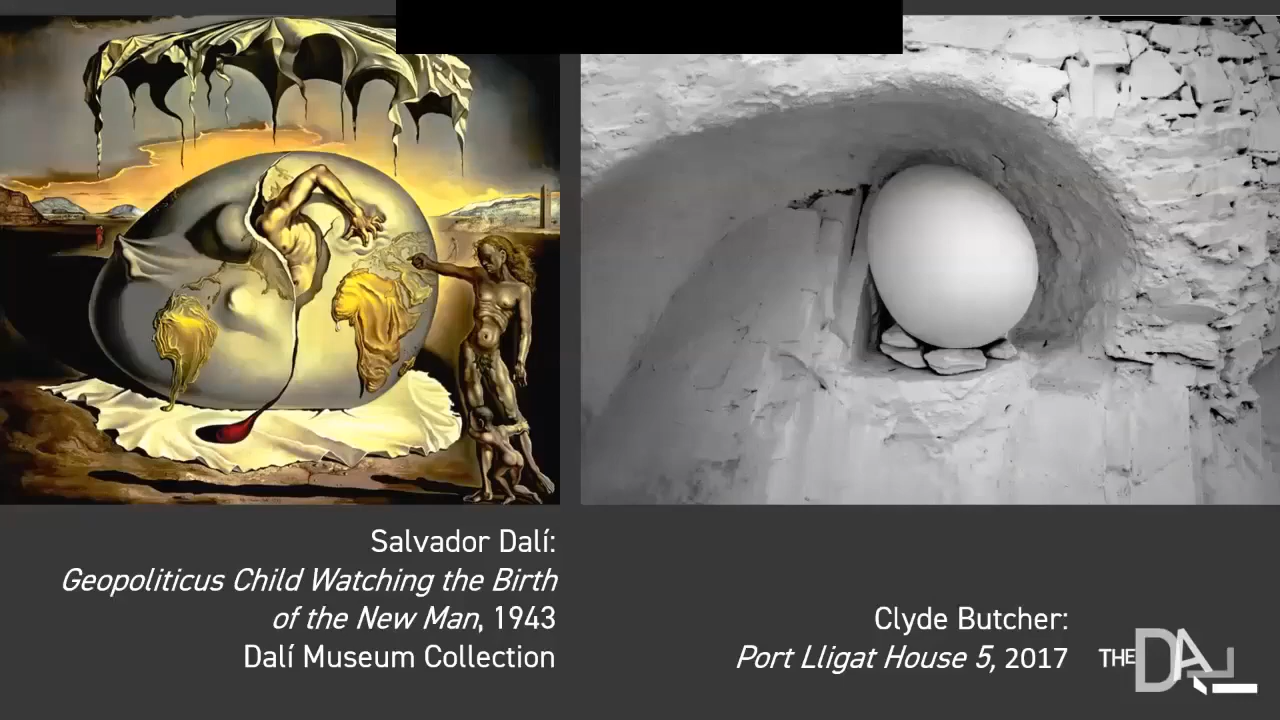 Salvador Dalí:
Geopoliticus Child Watching the Birth
of the New Man, 1943
Dalí Museum Collection
Clyde Butcher:
Port Lligat House 5, 2017
THE DALÍ